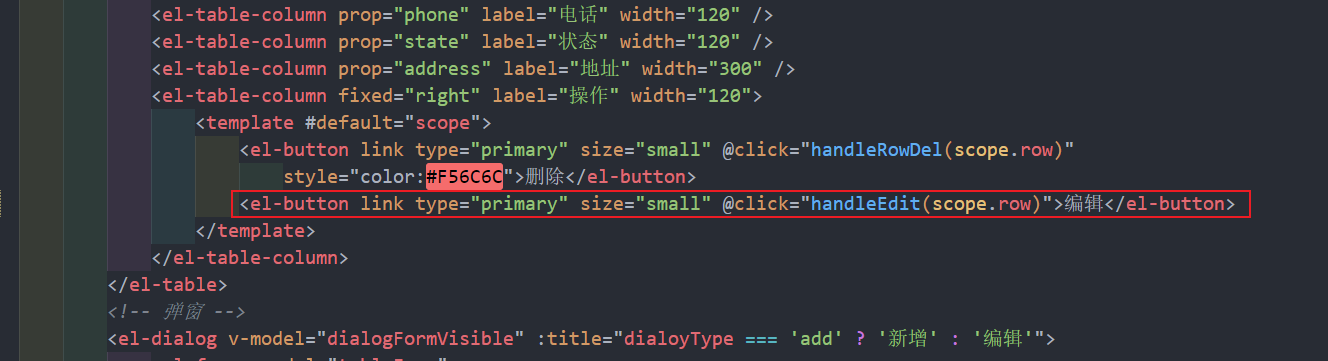 <el-table-column prop="phone" label="电话" width="120" />
<el-table-column prop="state" label="状态" width="120" />
<el-table-column prop="address" label="地址" width="300" />
<el-table-column fixed="right" label="操作" width="120">
<template #default="scope">
<el-button link type="primary" size="small" @click="handleRowDel(scope.row)"
style="color:#F56C6C">删除</el-button>
<el-button link type="primary" size="small" @click="handleEdit(scope.row)">编辑</el-button>
</template>
</el-table-column>
</el-table>
<!-- 弹窗 -->
<el-dialog v-model="dialogFormVisible" :title="dialoyType === 'add' ? '新增' : '编辑'">